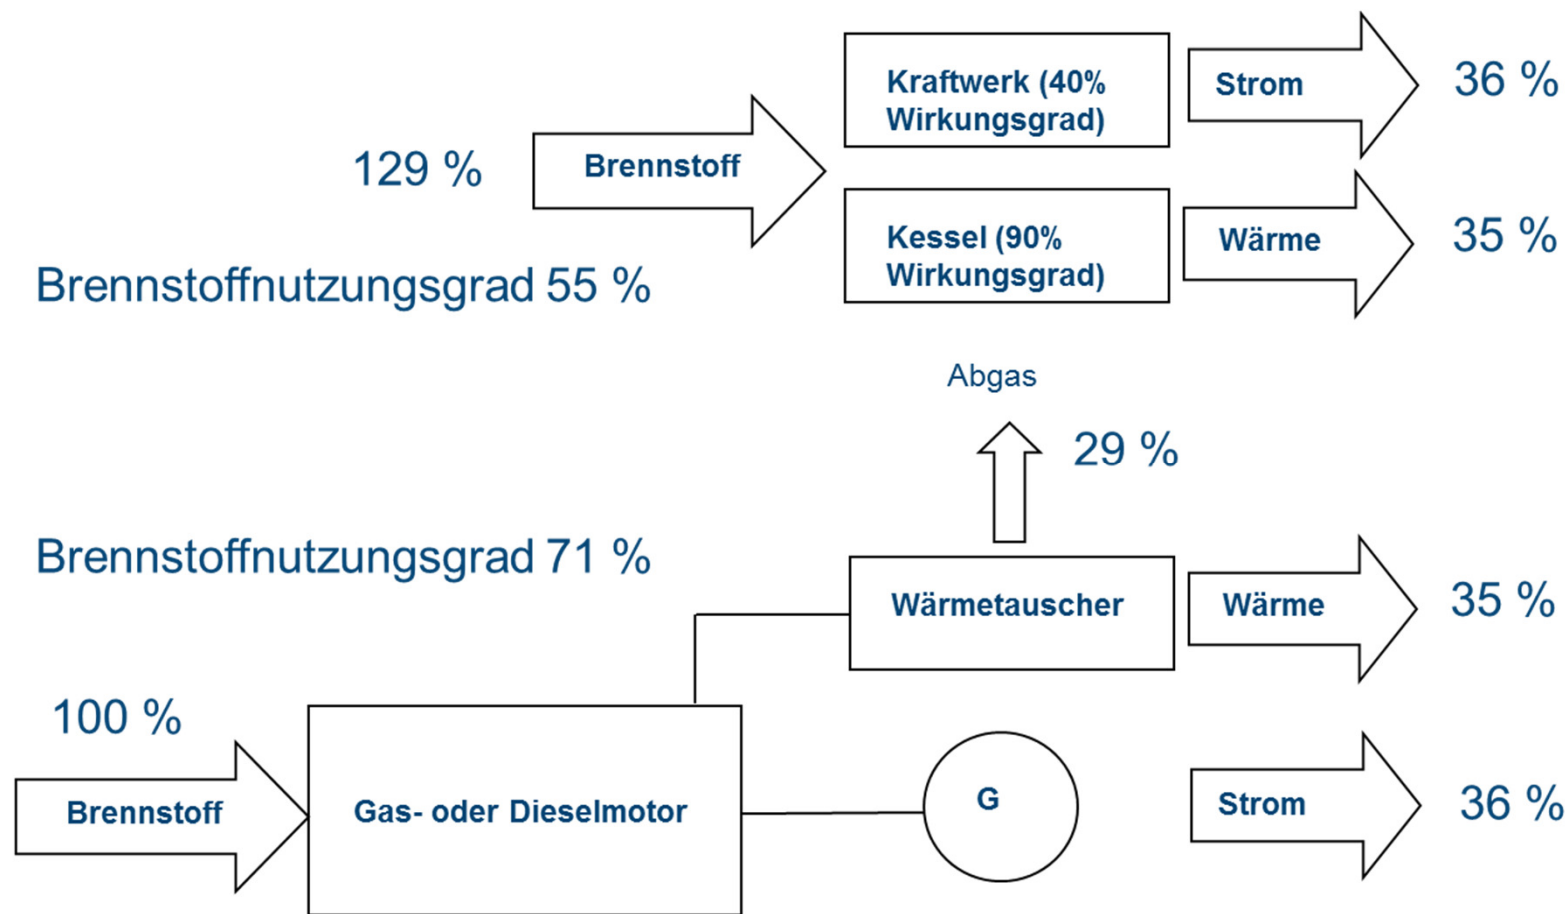 Kraftwerk (40%
Wirkungsgrad)
Strom
36 %
129 %
Brennstoff
Kessel (90%
Wirkungsgrad)
Wärme
35 %
Brennstoffnutzungsgrad 55 %
Abgas
29 %
Brennstoffnutzungsgrad 71 %
Wärmetauscher
Wärme
35 %
100 %
Brennstoff
Gas- oder Dieselmotor
G
Strom
36 %